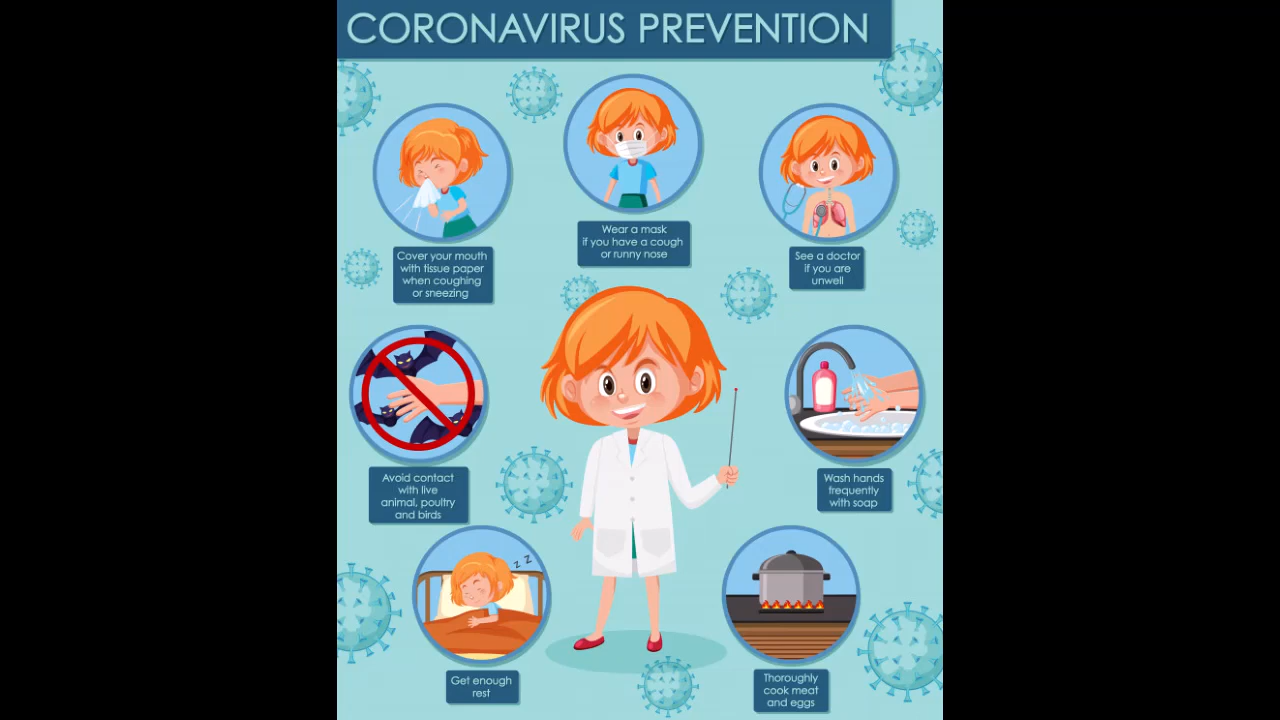 CORONAVIRUS PREVENTION
Cover your mouth
with tissue paper
when coughing
or sneezing
Wear a mask
if you have a cough
or runny nose
See a doctor
if you are
unwell
Avoid contact
with live
animal, poultry
and birds
Wash hands
frequently
with soap
z z
Get enough
rest
Thoroughly
cook meat
and eggs